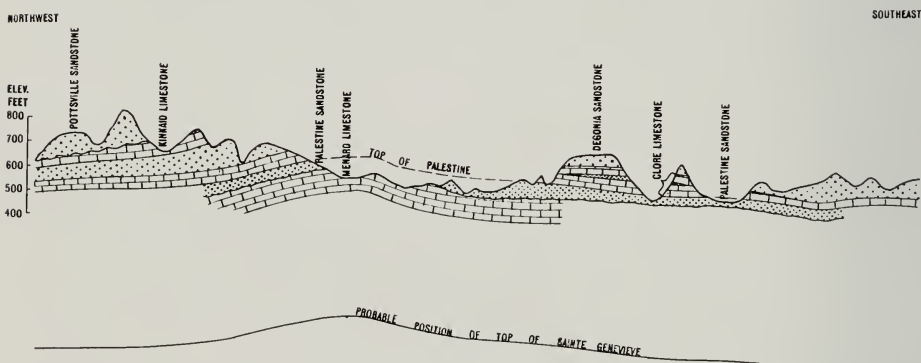 NORTHWEST
SOUTHEAST
ELEV.
FEET
800
700
600
500
400
POTTSVILLE SANDSTONE
KINKAID LIMESTONE
PALESTINE SANDSTONE
MENARD LIMESTONE
TOP OF PALESTINE
DEGONIA SANDSTONE
CLORE LIMESTONE
PALESTINE SANDSTONE
PROBABLE POSITION OF TOP OF SAINTE GENEVIEVE